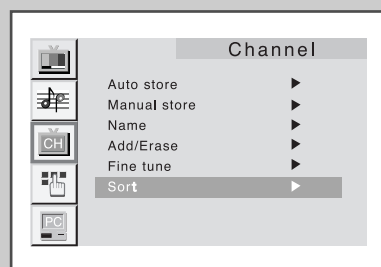 Channel
Auto store ▶
Manual store ▶
Name ▶
Add/Erase ▶
CH
Fine tune ▶
Sort ▶
PC